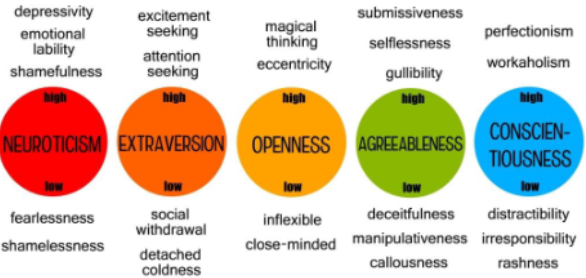 depressivity
emotional
lability
shamefulness
high
NEUROTICISM
low
fearlessness
shamelessness
excitement
seeking
attention
seeking
high
EXTRAVERSION
low
social
withdrawal
detached
coldness
magical
thinking
eccentricity
high
OPENNESS
low
inflexible
close-minded
submissiveness
selflessness
gullibility
high
AGREEABLENESS
low
deceitfulness
manipulativeness
callousness
perfectionism
workaholism
high
CONSCIEN-
TIOUSNESS
low
distractibility
irresponsibility
rashness